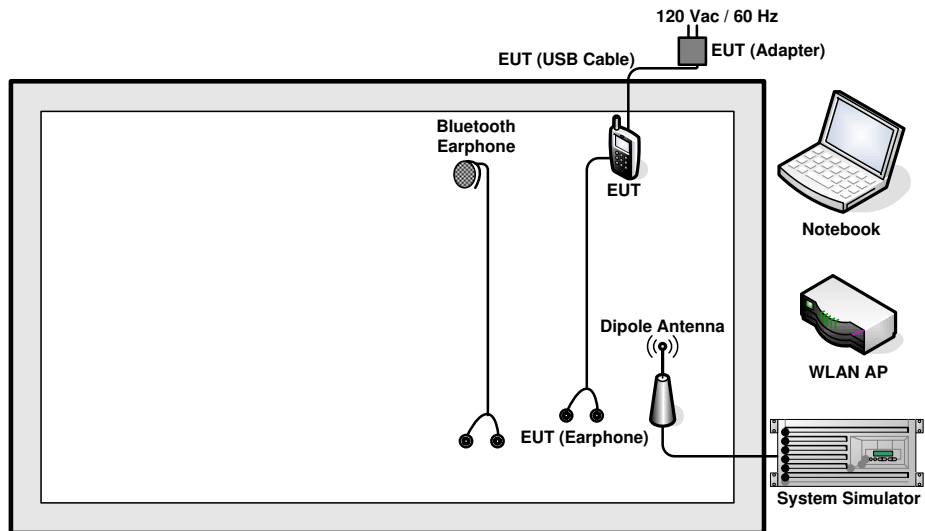 120 Vac / 60 Hz
EUT (Adapter)
EUT (USB Cable)
Bluetooth
Earphone
EUT
Notebook
Dipole Antenna
WLAN AP
EUT (Earphone)
System Simulator